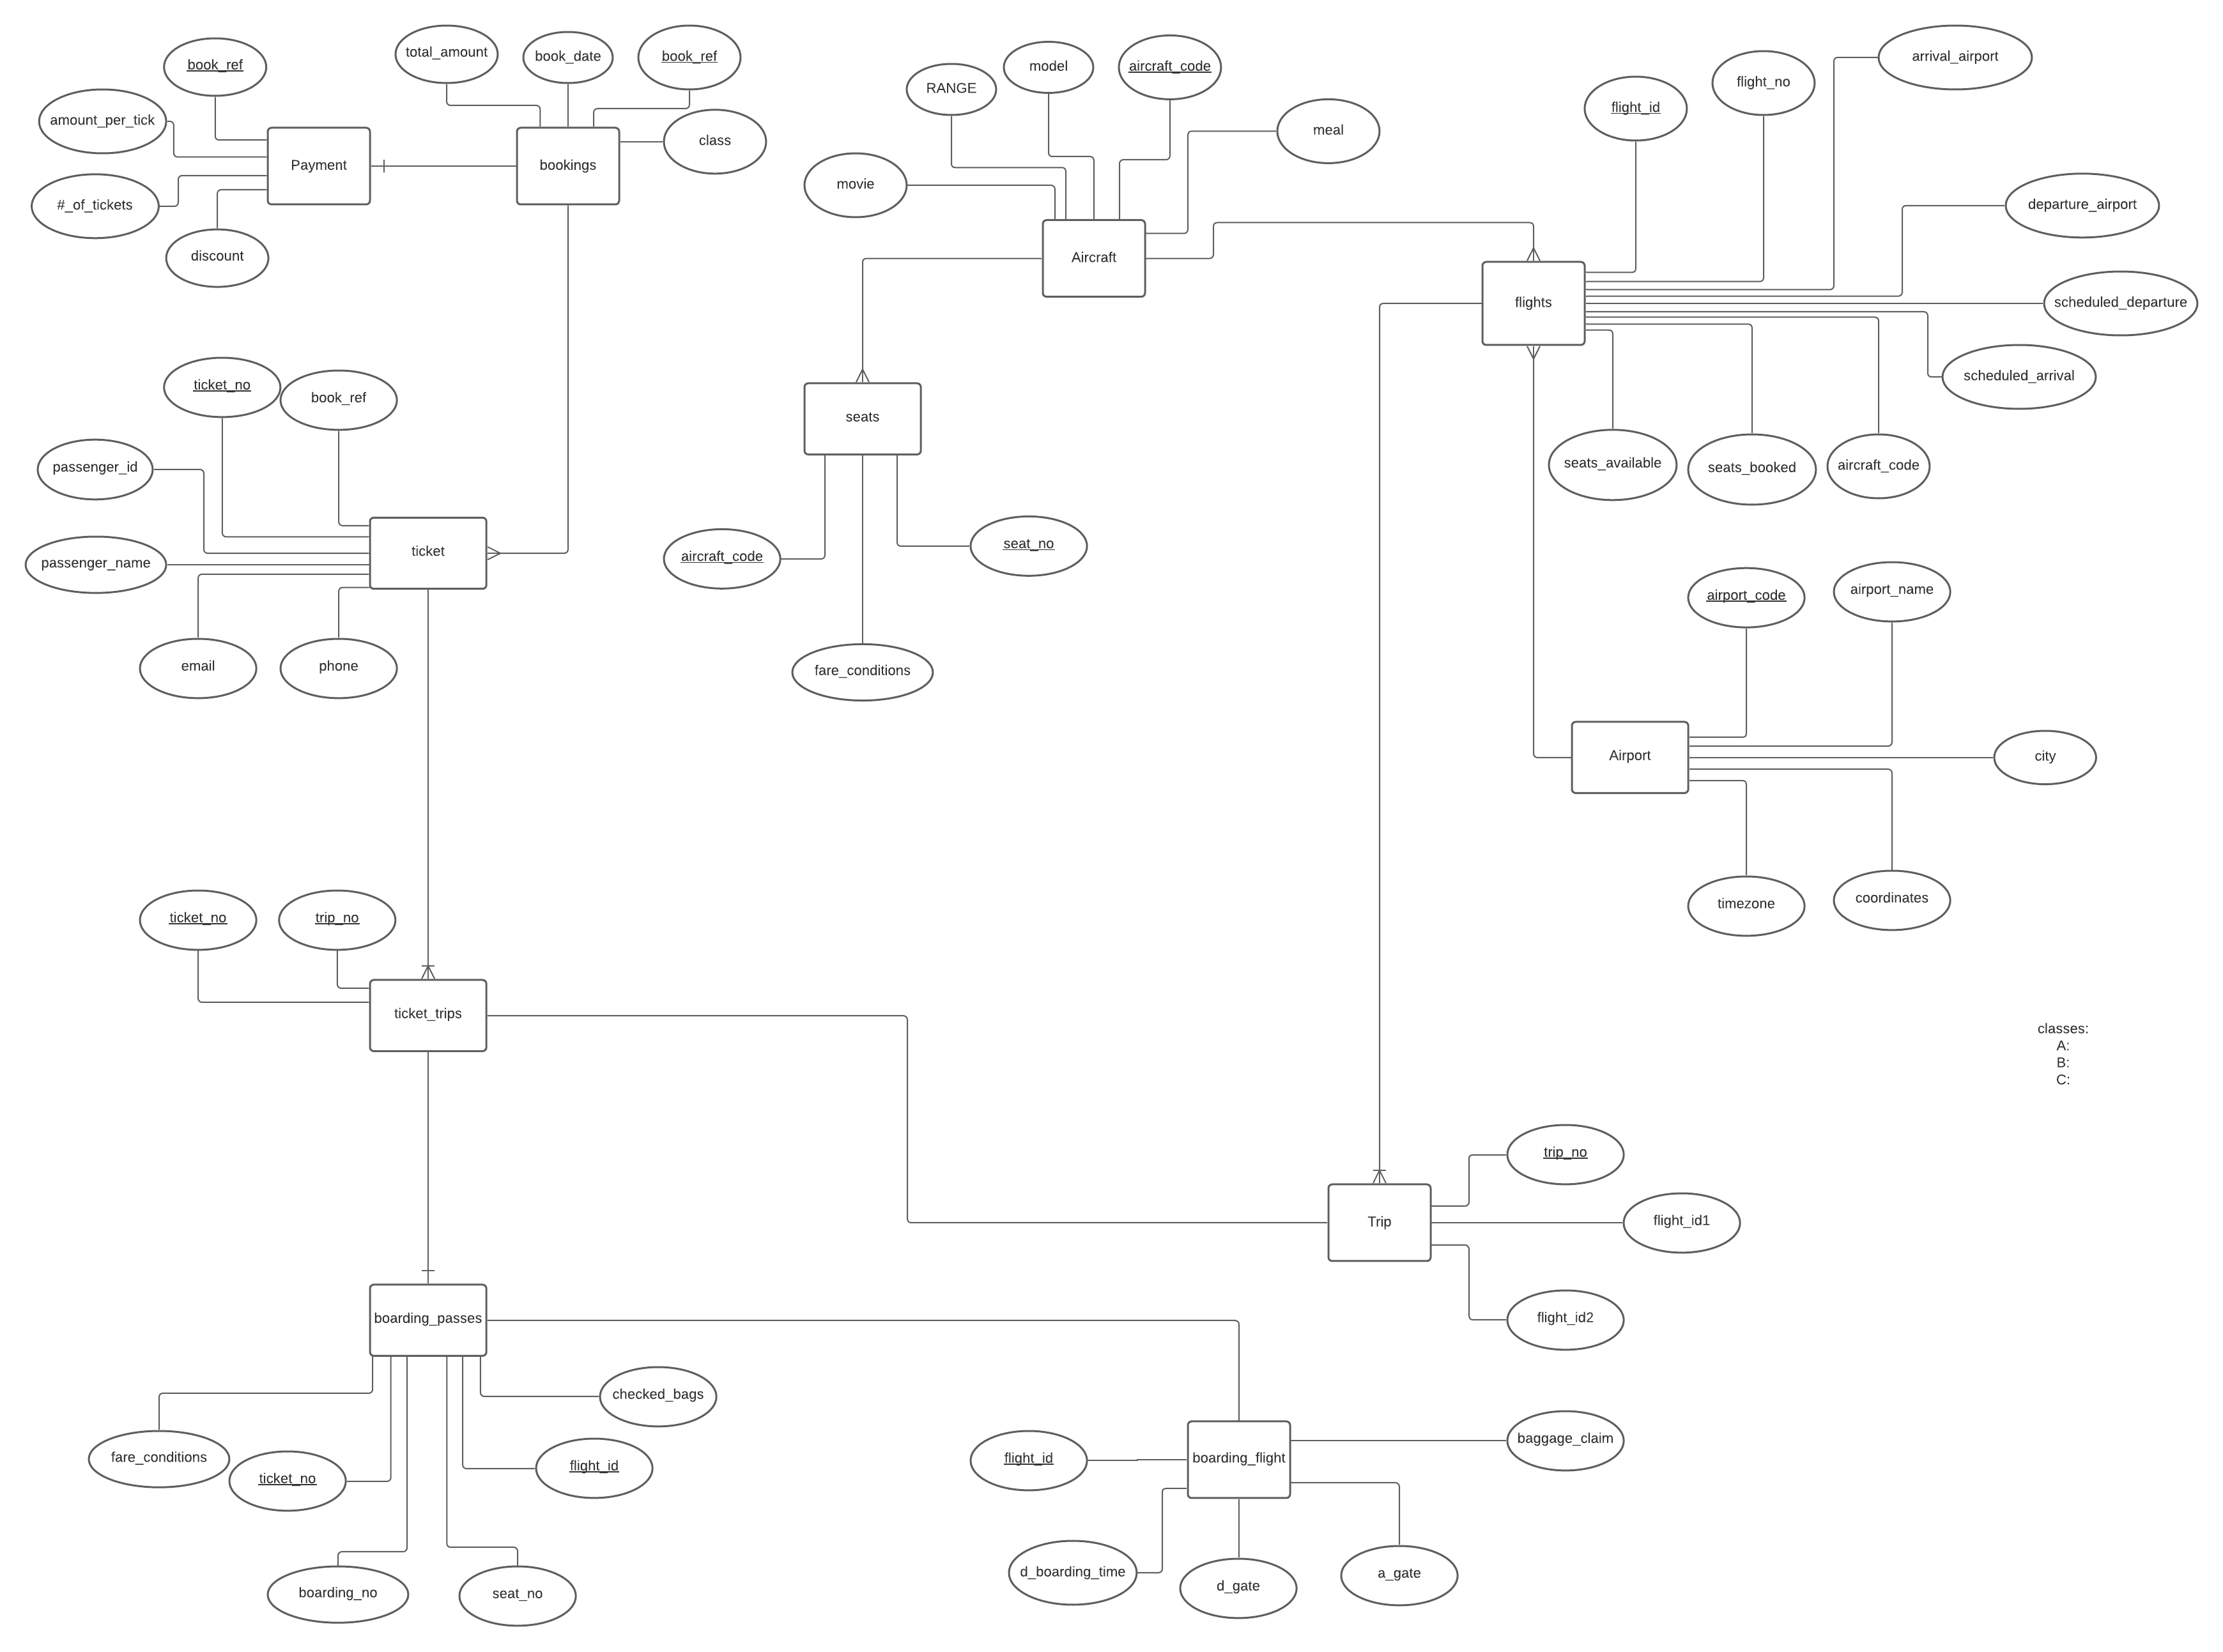 total_amount
book_date
book_ref
book_ref
amount_per_tick
class
Payment
bookings
#_of_tickets
discount
RANGE
model
aircraft_code
meal
movie
Aircraft
flight_id
flight_no
arrival_airport
departure_airport
flights
scheduled_departure
scheduled_arrival
seats_available
seats_booked
aircraft_code
ticket_no
book_ref
passenger_id
ticket
passenger_name
email
phone
seats
aircraft_code
seat_no
fare_conditions
airport_code
airport_name
Airport
city
timezone
coordinates
ticket_no
trip_no
ticket_trips
classes:
A:
B:
C:
trip_no
Trip
flight_id1
flight_id2
boarding_passes
checked_bags
fare_conditions
ticket_no
flight_id
boarding_no
seat_no
baggage_claim
flight_id
boarding_flight
d_boarding_time
d_gate
a_gate